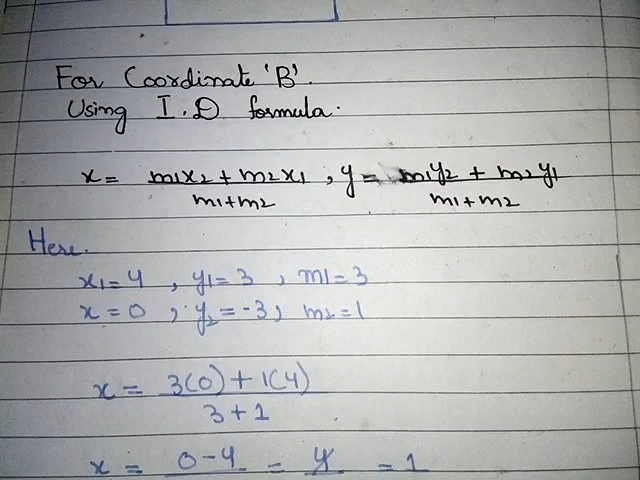 For Coordinate 'B'.
Using I.D formula.
x = m1x2 + m2x1 / m1+m2 , y = m1y2 + m2y1 / m1+m2
Here.
x1=4 , y1=3 , m1=3
x=0 , y2=-3, m2=1
x = 3(0)+1(4) / 3+1
x = 0-4 = 4 = 1